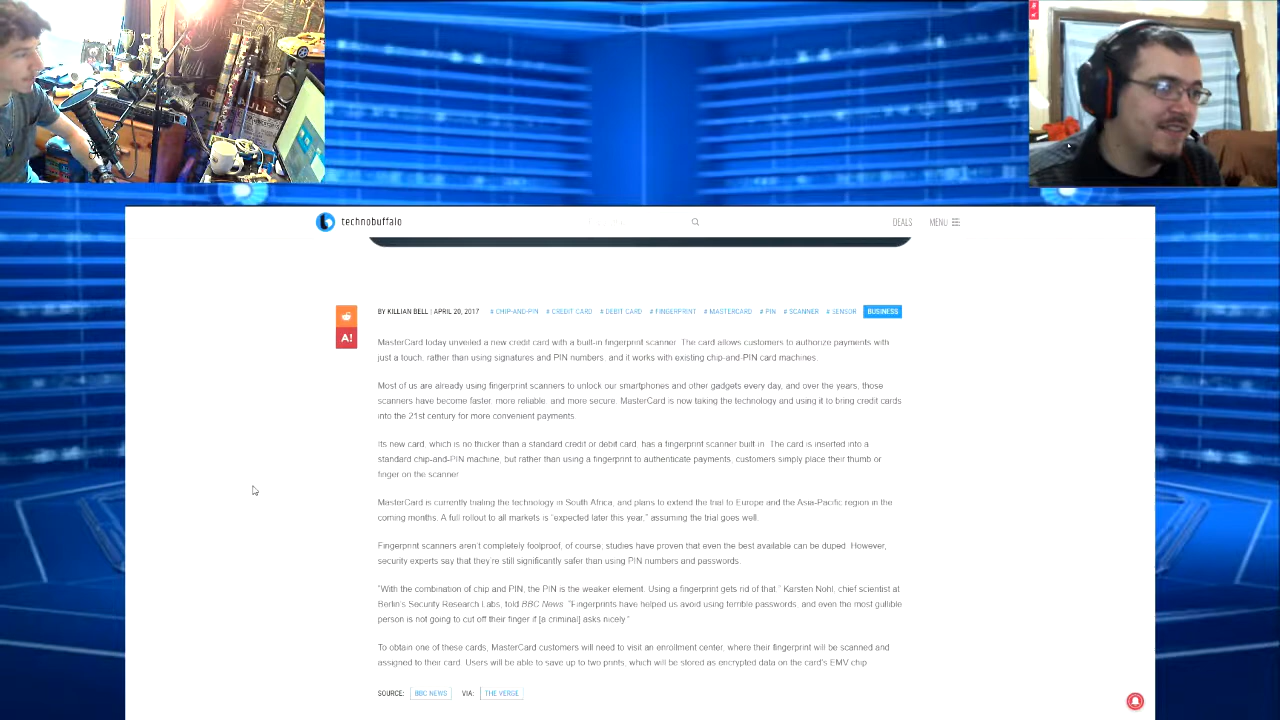 technobuffalo
DEALS
MENU
BY KILLIAN BELL | APRIL 20, 2017 # CHIP-AND-PIN # CREDIT CARD # DEBIT CARD # FINGERPRINT # MASTERCARD # PIN # SCANNER # SENSOR BUSINESS
A!
MasterCard today unveiled a new credit card with a built-in fingerprint scanner. The card allows customers to authorize payments with
just a touch, rather than using signatures and PIN numbers, and it works with existing chip-and-PIN card machines.
Most of us are already using fingerprint scanners to unlock our smartphones and other gadgets every day, and over the years, those
scanners have become faster, more reliable, and more secure. MasterCard is now taking the technology and using it to bring credit cards
into the 21st century for more convenient payments.
Its new card, which is no thicker than a standard credit or debit card, has a fingerprint scanner built in. The card is inserted into a
standard chip-and-PIN machine, but rather than using a fingerprint to authenticate payments, customers simply place their thumb or
finger on the scanner.
MasterCard is currently trialing the technology in South Africa, and plans to extend the trial to Europe and the Asia-Pacific region in the
coming months. A full rollout to all markets is “expected later this year,” assuming the trial goes well.
Fingerprint scanners aren't completely foolproof, of course; studies have proven that even the best available can be duped. However,
security experts say that they're still significantly safer than using PIN numbers and passwords.
“With the combination of chip and PIN, the PIN is the weaker element. Using a fingerprint gets rid of that.” Karsten Nohl, chief scientist at
Berlin's Security Research Labs, told BBC News. “Fingerprints have helped us avoid using terrible passwords, and even the most gullible
person is not going to cut off their finger if [a criminal] asks nicely.”
To obtain one of these cards, MasterCard customers will need to visit an enrollment center, where their fingerprint will be scanned and
assigned to their card. Users will be able to save up to two prints, which will be stored as encrypted data on the card's EMV chip.
SOURCE: BBC NEWS VIA: THE VERGE